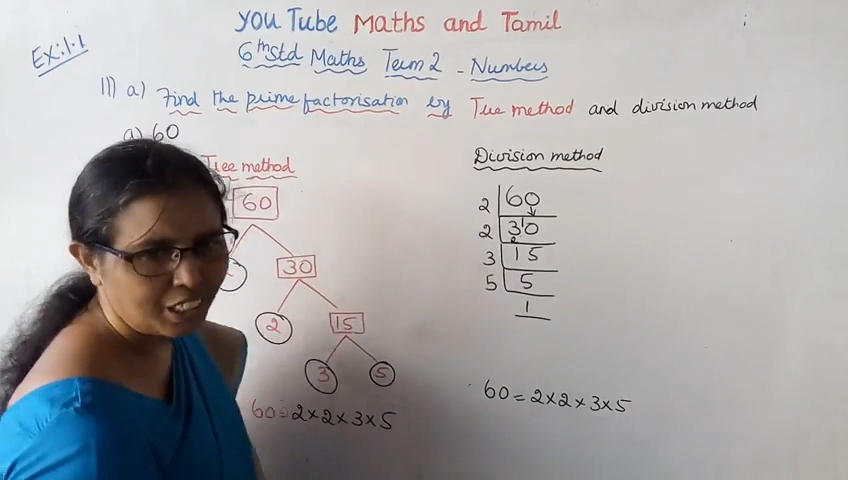 you Tube Maths and Tamil
Ex:1.1
6th std Maths Term 2 - Numbers
11) a) Find the prime factorisation by Tree method and division method
a) 60
Tree method
60
30
2
15
3 5
60=2×2×3×5
Division method
2 60
2 30
3 15
5 5
1
60=2×2×3×5